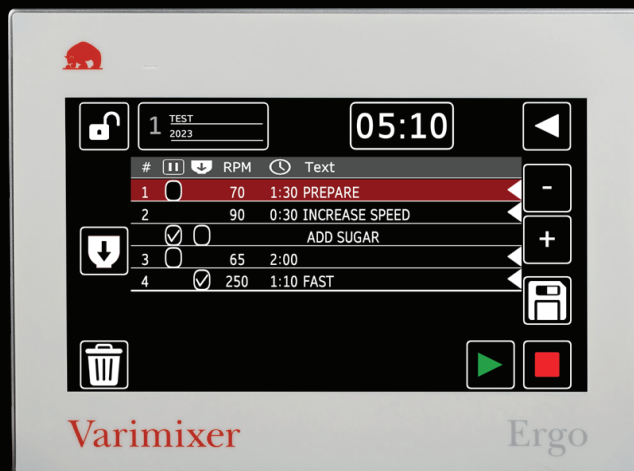 1 TEST
2023
05:10
# RPM Text
1 70 1:30 PREPARE
2 90 0:30 INCREASE SPEED
ADD SUGAR
3 65 2:00
4 250 1:10 FAST
-
+
Varimixer Ergo